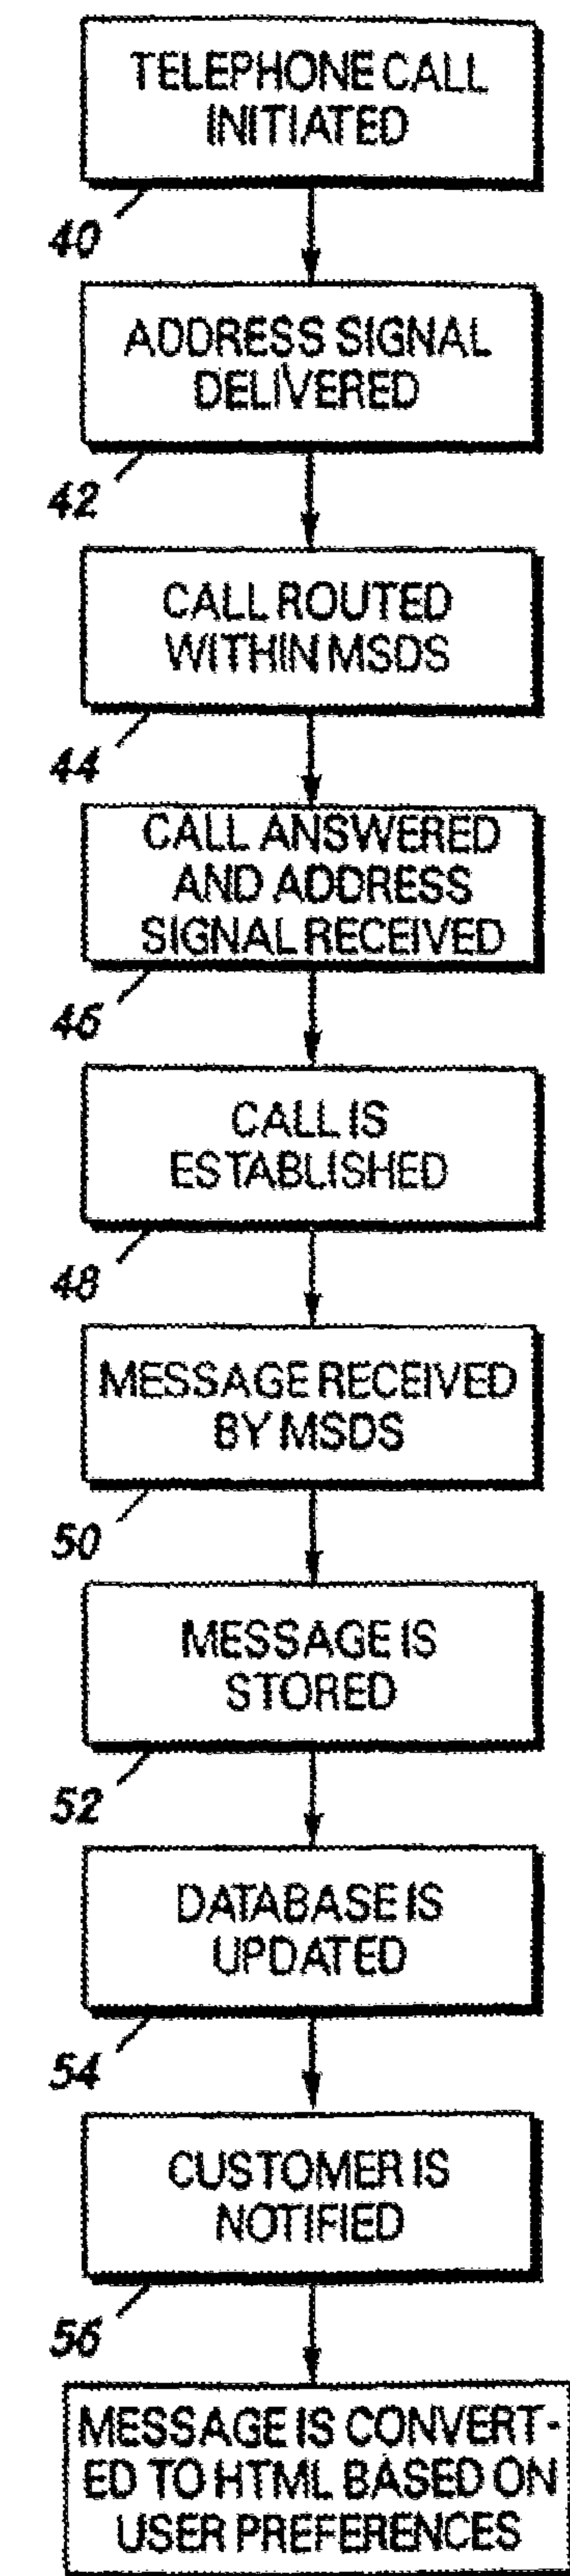 TELEPHONE CALL
INITIATED
40
ADDRESS SIGNAL
DELIVERED
42
CALL ROUTED
WITHIN MSDS
44
CALL ANSWERED
AND ADDRESS
SIGNAL RECEIVED
46
CALL IS
ESTABLISHED
48
MESSAGE RECEIVED
BY MSDS
50
MESSAGE IS
STORED
52
DATABASE IS
UPDATED
54
CUSTOMER IS
NOTIFIED
56
MESSAGE IS CONVERT-
ED TO HTML BASED ON
USER PREFERENCES